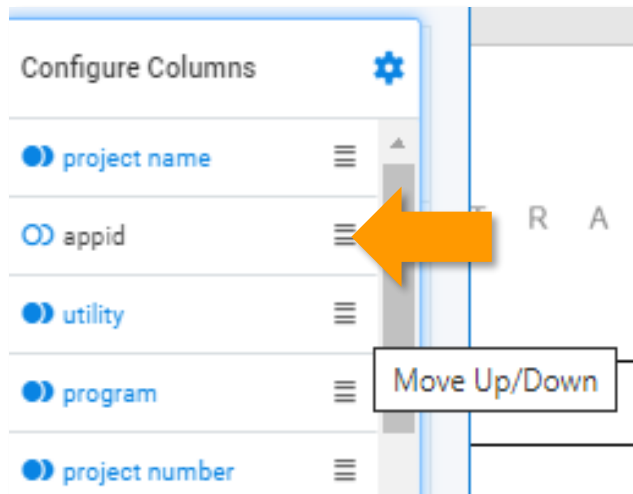 Configure Columns
project name
appid
T R A
utility
Move Up/Down
program
project number